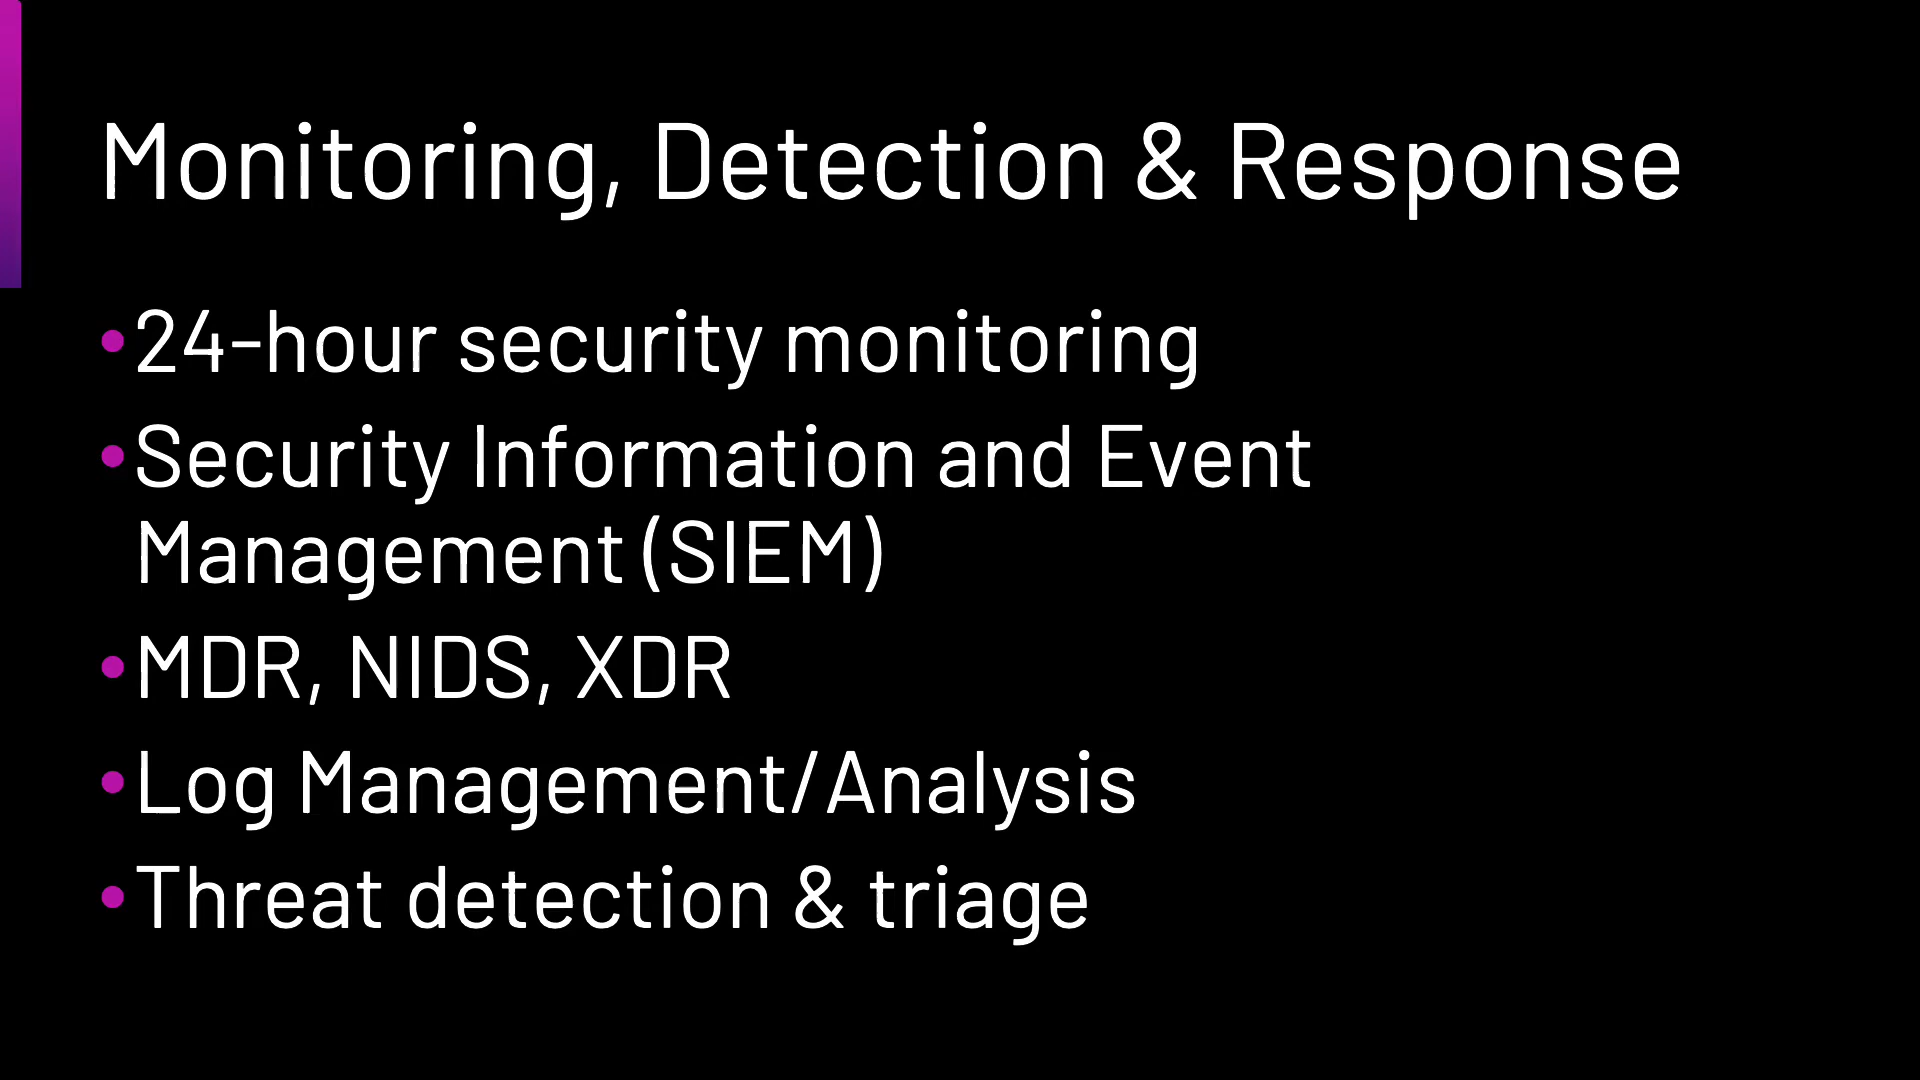 Monitoring, Detection & Response
•24-hour security monitoring
•Security Information and Event
Management (SIEM)
•MDR, NIDS, XDR
•Log Management/Analysis
•Threat detection & triage